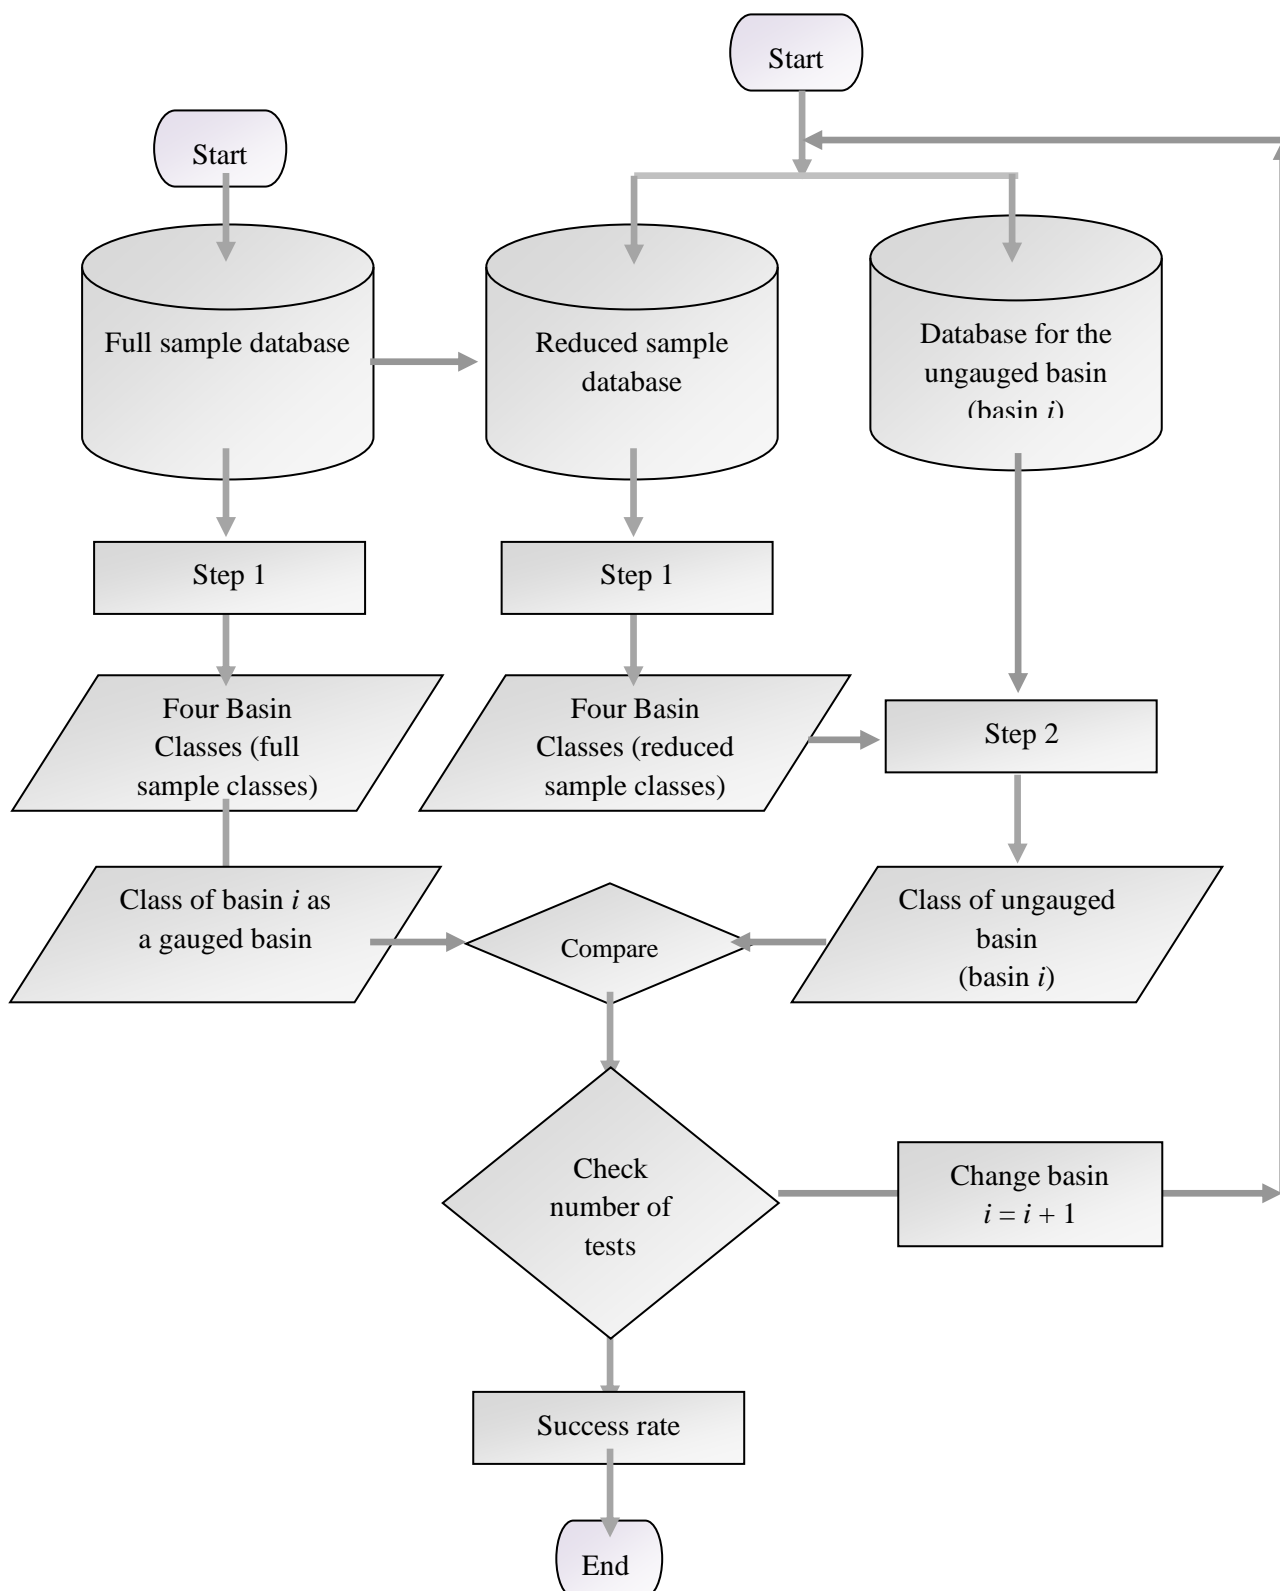 Start
Start
Full sample database
Reduced sample
database
Database for the
ungauged basin
(basin i)
Step 1
Step 1
Four Basin
Classes (full
sample classes)
Four Basin
Classes (reduced
sample classes)
Step 2
Class of basin i as
a gauged basin
Compare
Class of ungauged
basin
(basin i)
Check
number of
tests
Change basin
i = i + 1
Success rate
End